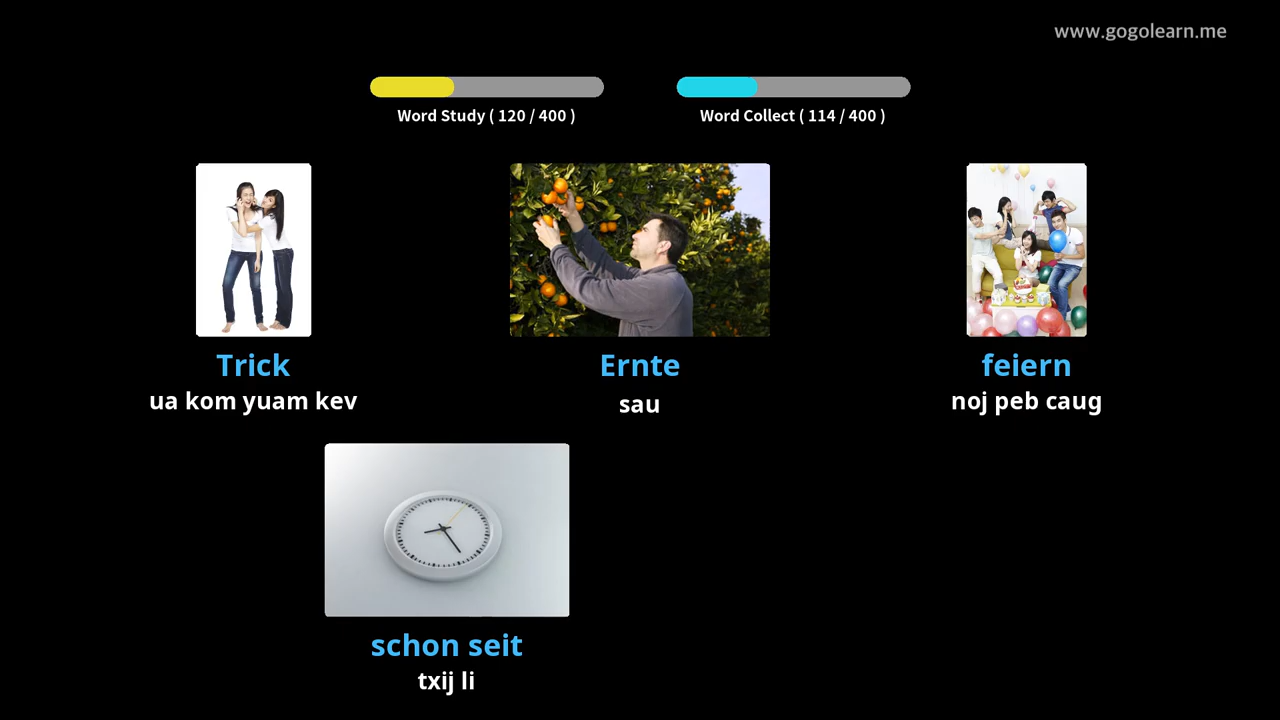 www.gogolearn.me
Word Study ( 120 / 400 )
Word Collect ( 114 / 400 )
Trick
ua kom yuam kev
Ernte
sau
feiern
noj peb caug
schon seit
txij li